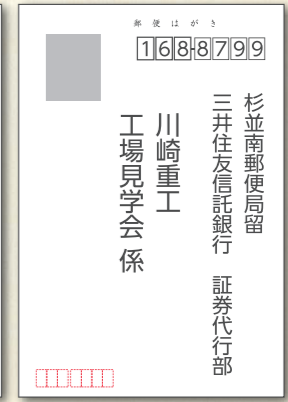 郵便はがき
168-8799
杉並南郵便局留
三井住友信託銀行　証券代行部
川崎重工
工場見学会 係